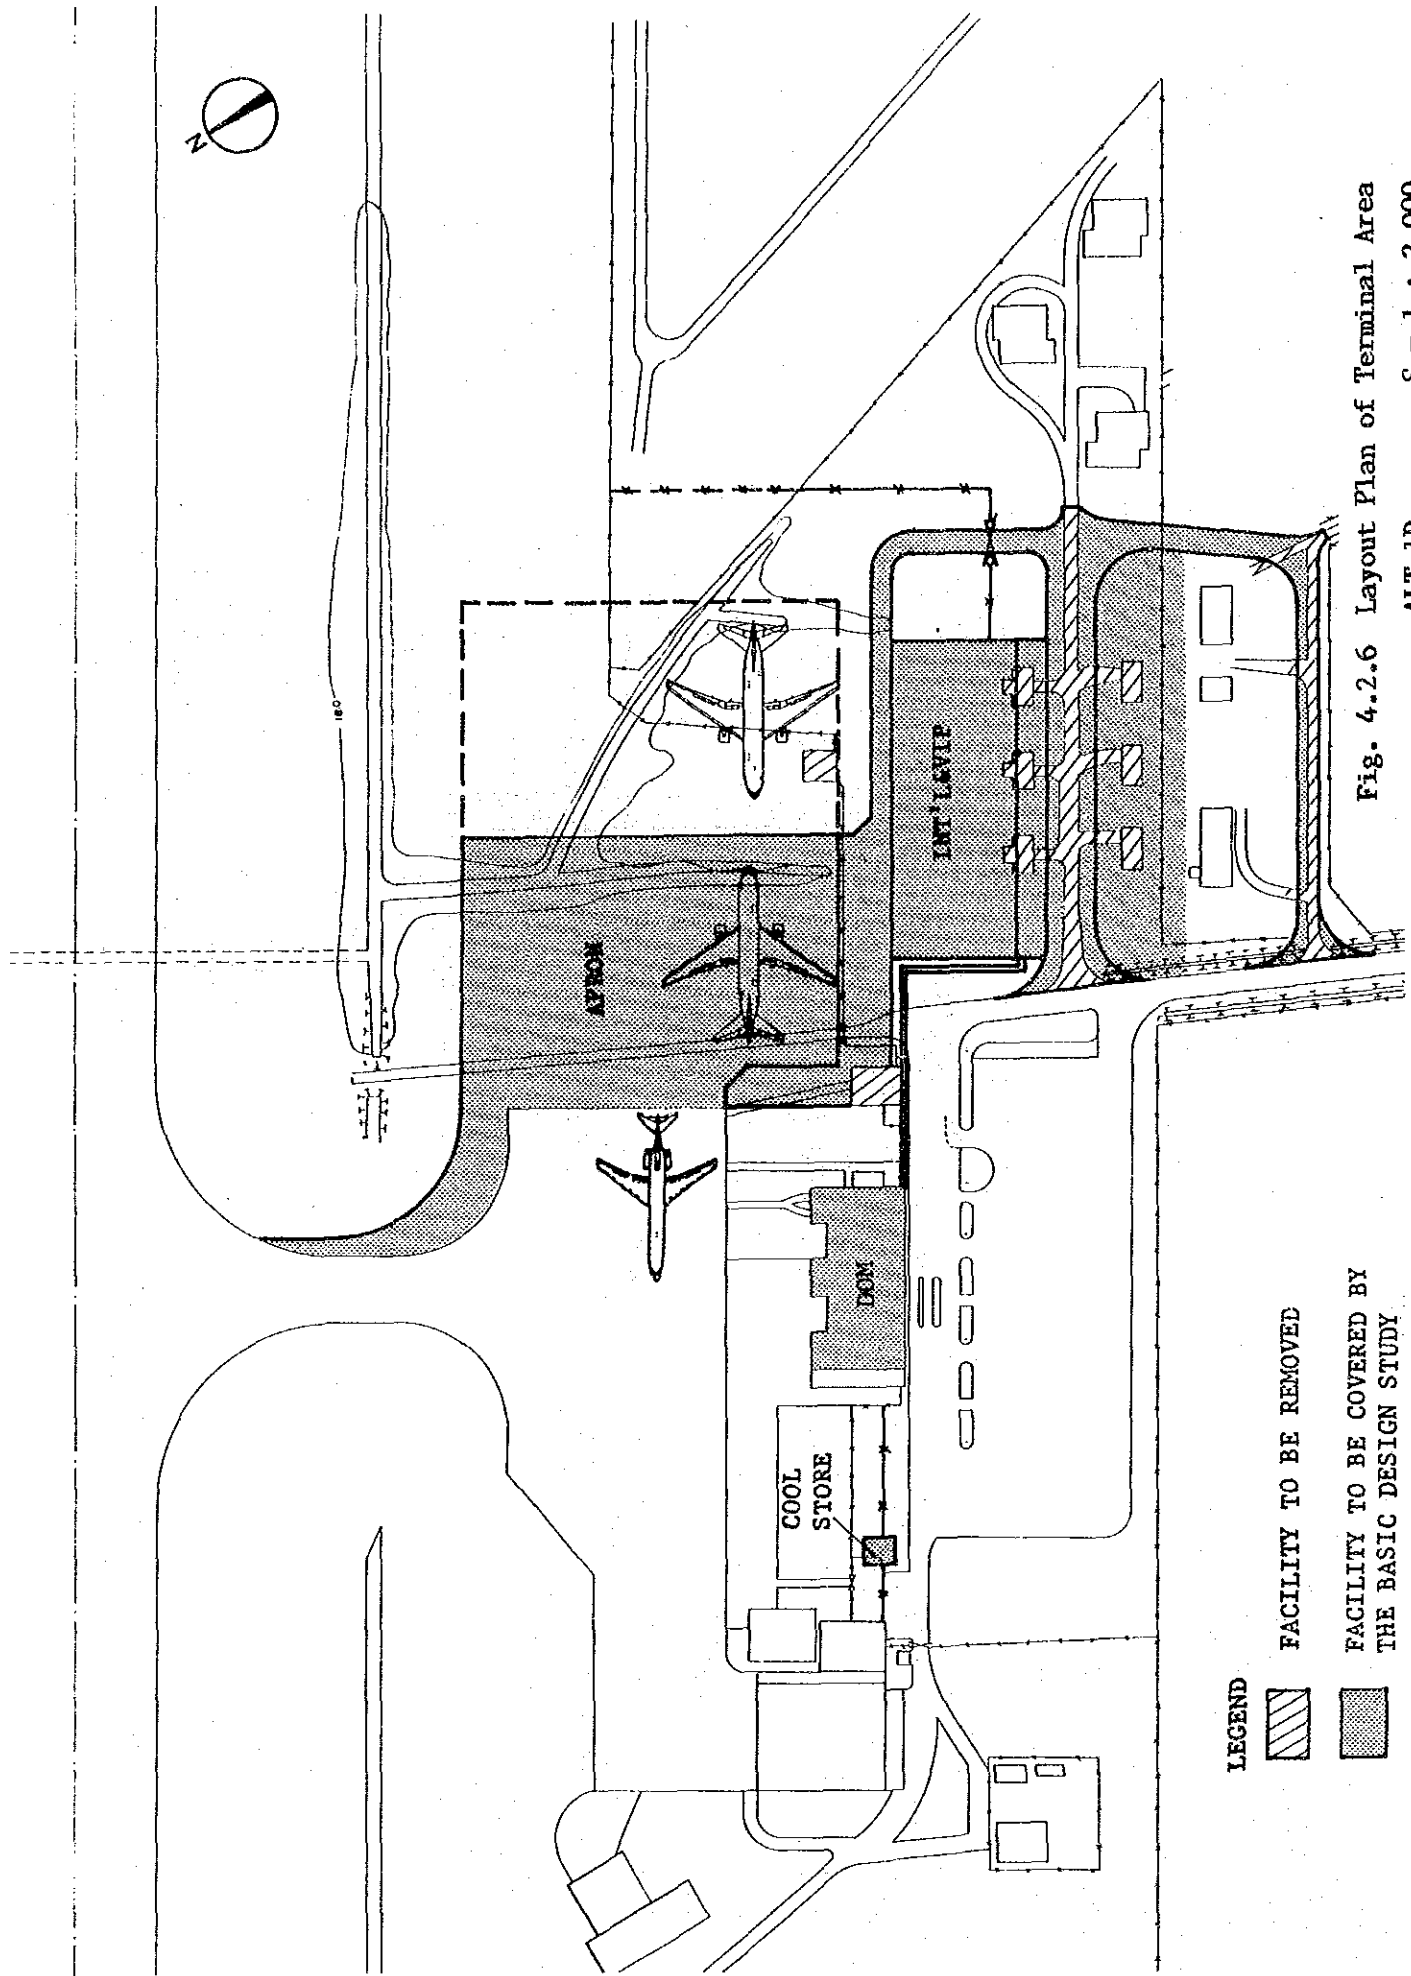 N
APRON
INT'L&VIP
DOM
COOL
STORE
LEGEND
FACILITY TO BE REMOVED
FACILITY TO BE COVERED BY
THE BASIC DESIGN STUDY
Fig. 4.2.6 Layout Plan of Terminal Area